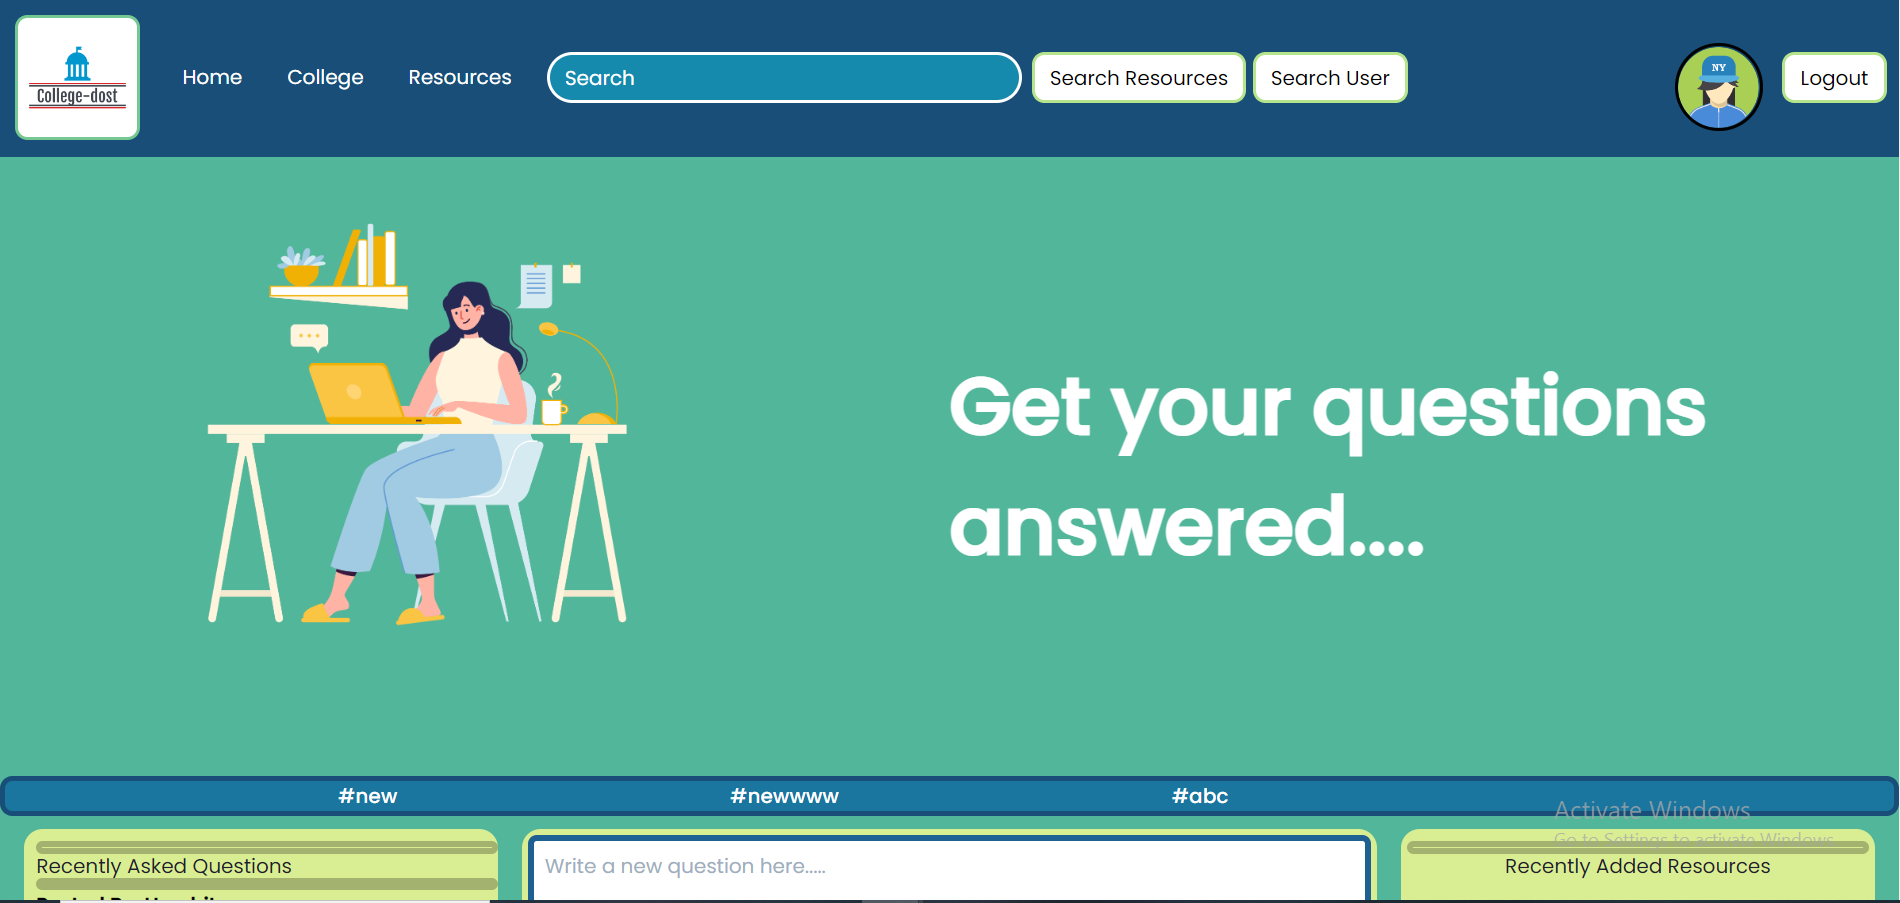 College-dost
Home
College
Resources
Search
Search Resources
Search User
NY
Logout
Get your questions
answered....
#new
#newwww
#abc
Activate Windows
Go to Settings to activate Windows.
Recently Asked Questions
Write a new question here.....
Recently Added Resources